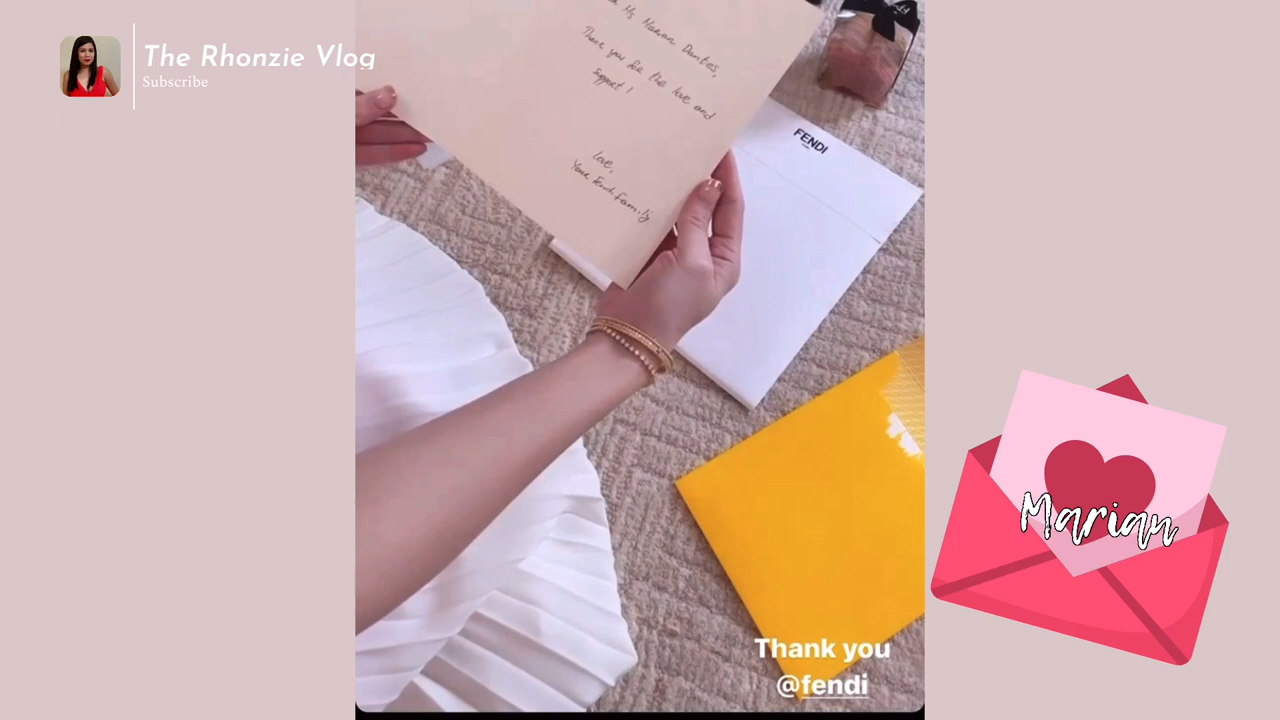 The Rhonzie Vlog
Subscribe
Ms Marian Dantes,
Thank you for the love and
support!
love,
Your Fendi family
FENDI
Marian
Thank you
@fendi